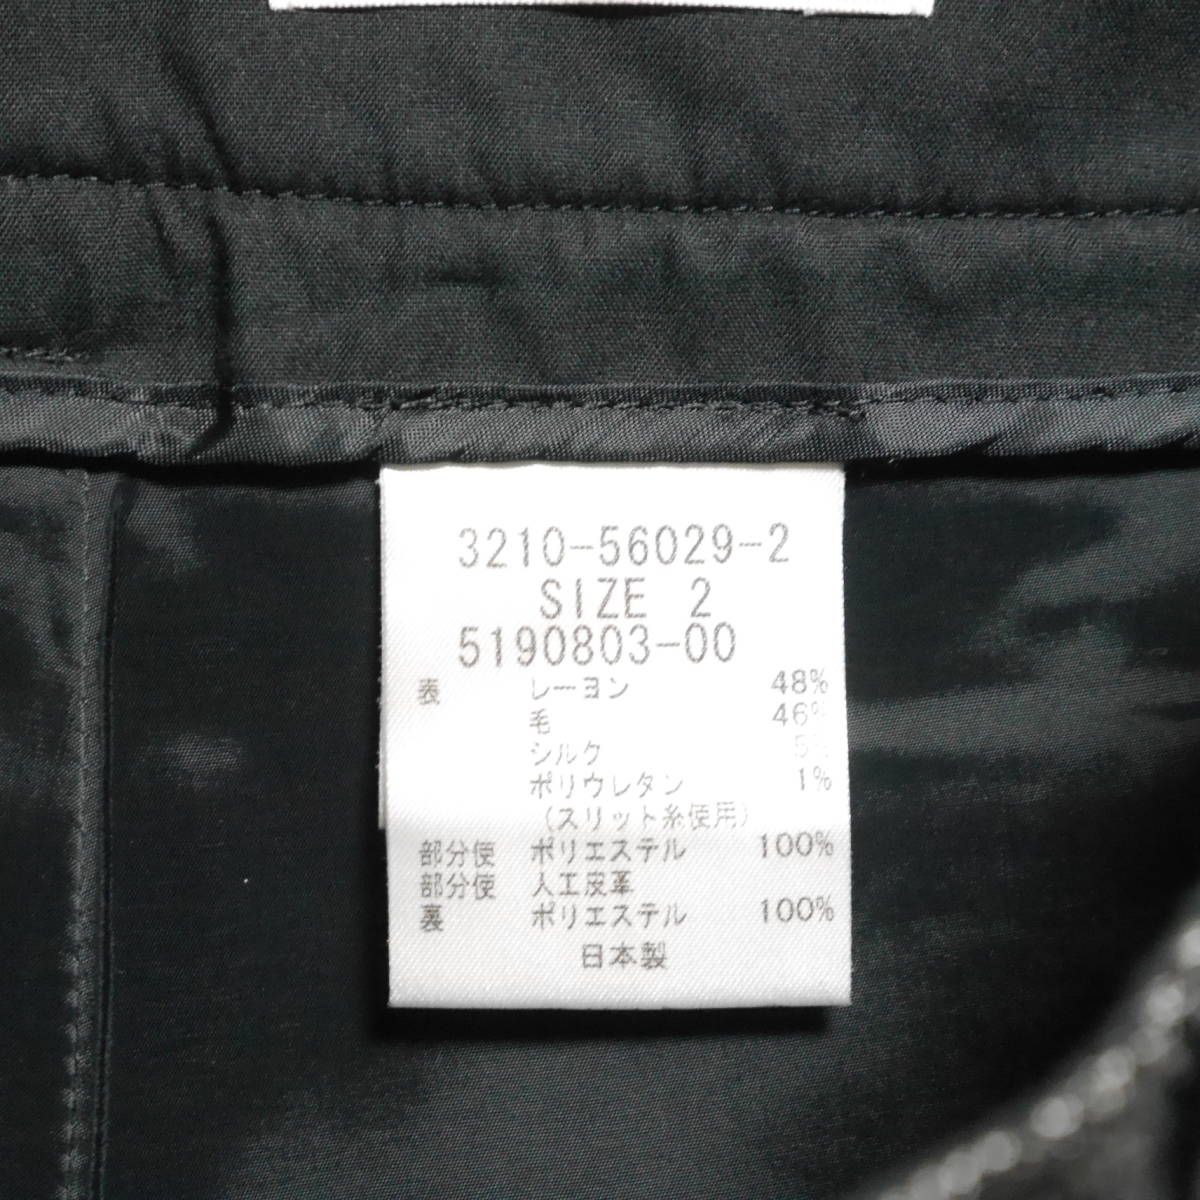 3210-56029-2
SIZE 2
5190803-00
表 レーヨン 48%
毛 46%
シルク 5%
ポリウレタン 1%
(スリット糸使用)
部分使 ポリエステル 100%
部分使 人工皮革
裏 ポリエステル 100%
日本製